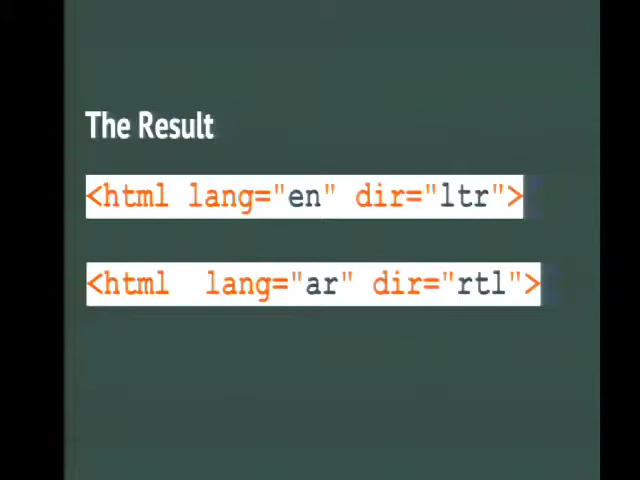 The Result
<html lang="en" dir="ltr">
<html  lang="ar" dir="rtl">